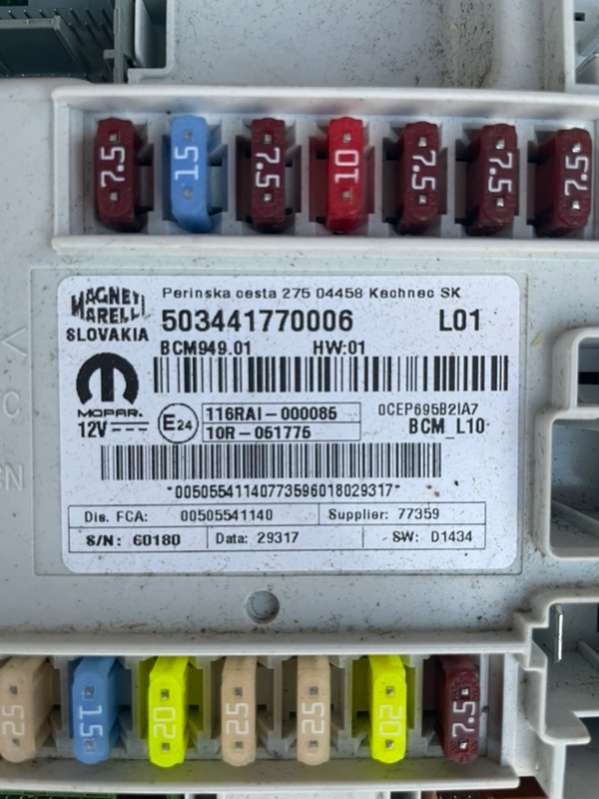 7.5 15 7.5 10 7.5 7.5 7.5
MAGNETI MARELLI
SLOVAKIA
Perinska cesta 275 04458 Kechnec SK
503441770006 L01
BCM949.01 HW:01
MOPAR.
12V
E24
116RAI-000085
10R-051775
0CEP695B2IA7
BCM_L10
*00505541140773596018029317*
Dis. FCA: 00505541140 Supplier: 77359
S/N: 60180 Data: 29317 SW: D1434
C
25 15 20 25 25 20 7.5